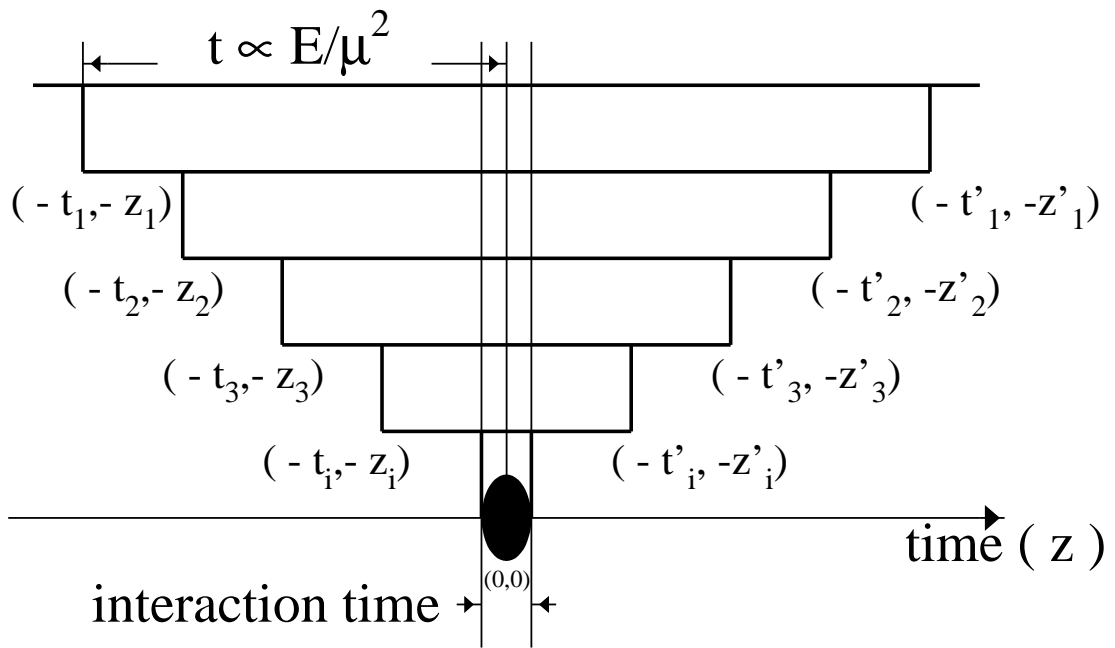 t ∝ E/μ²
( - t₁,- z₁) ( - t’₁, -z’₁)
( - t₂,- z₂) ( - t’₂, -z’₂)
( - t₃,- z₃) ( - t’₃, -z’₃)
( - tᵢ,- zᵢ) ( - t’ᵢ, -z’ᵢ)
time ( z )
(0,0)
interaction time